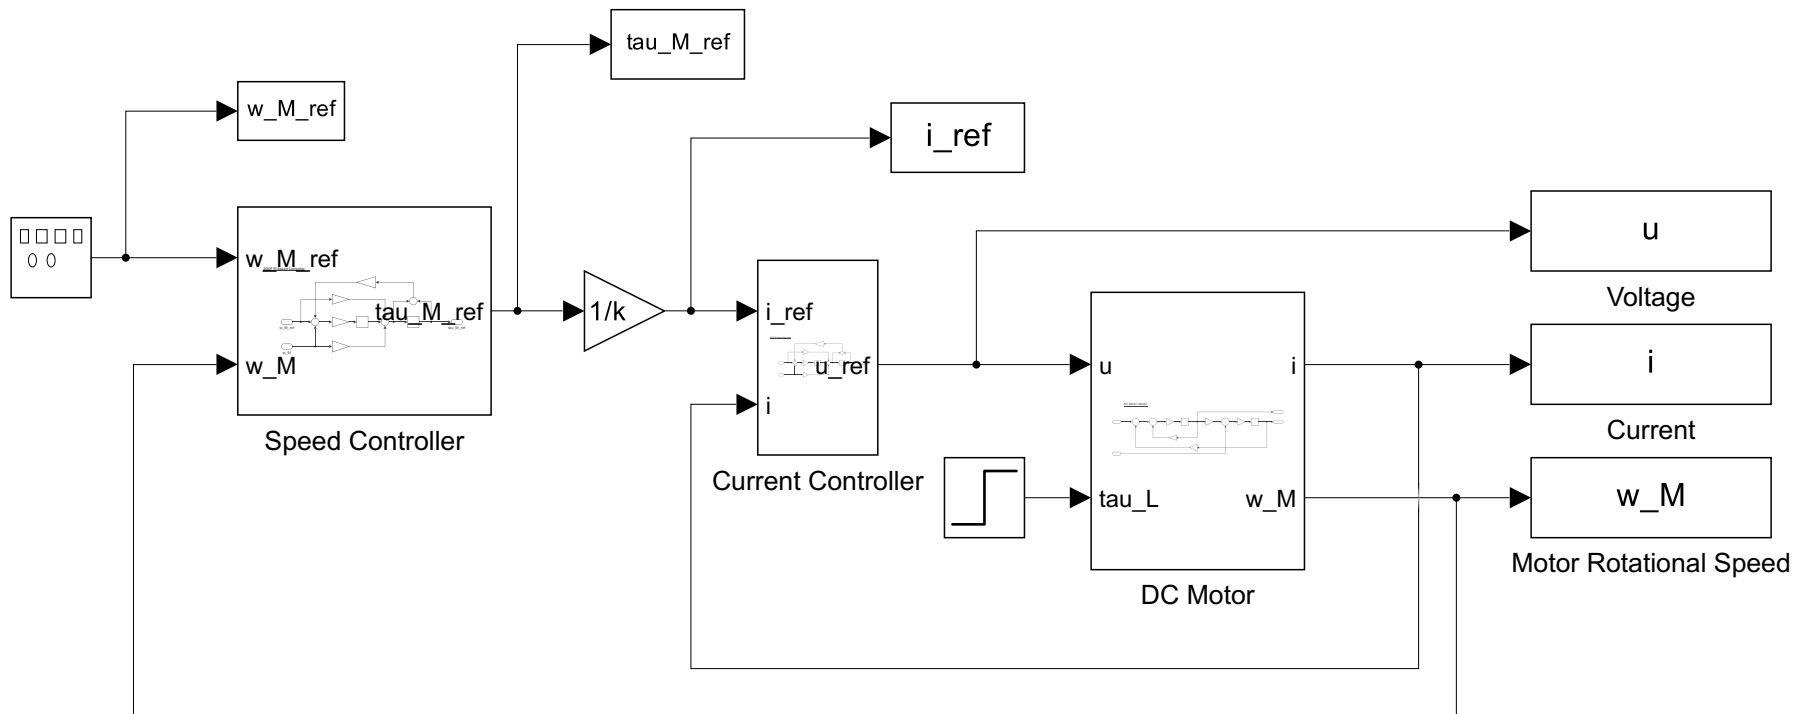 tau_M_ref
w_M_ref
i_ref
w_M_ref
tau_M_ref
w_M
Speed Controller
1/k
i_ref
u_ref
i
Current Controller
u
i
tau_L
w_M
DC Motor
u
Voltage
i
Current
w_M
Motor Rotational Speed